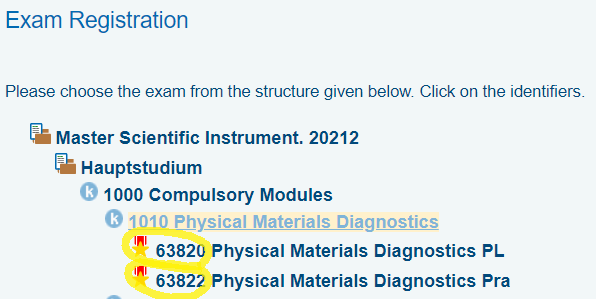 Exam Registration
Please choose the exam from the structure given below. Click on the identifiers.
Master Scientific Instrument. 20212
Hauptstudium
k 1000 Compulsory Modules
k 1010 Physical Materials Diagnostics
63820 Physical Materials Diagnostics PL
63822 Physical Materials Diagnostics Pra